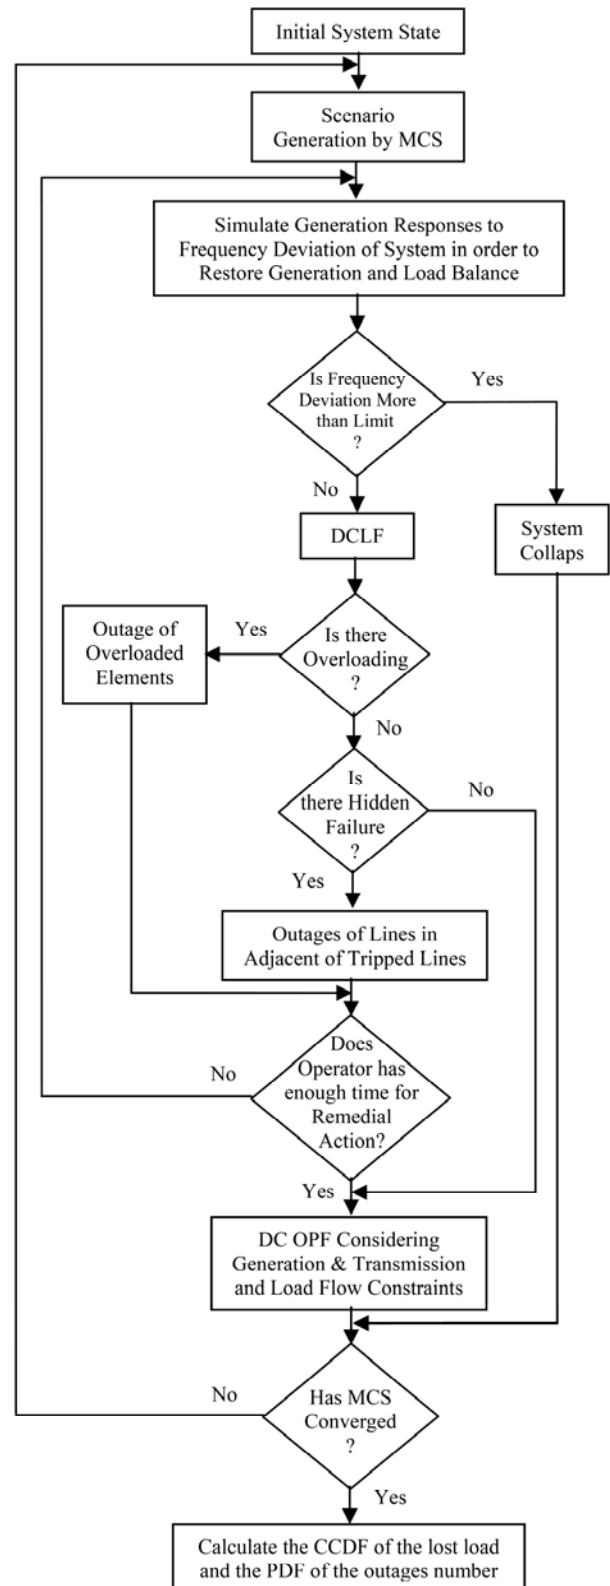 Initial System State
Scenario
Generation by MCS
Simulate Generation Responses to
Frequency Deviation of System in order to
Restore Generation and Load Balance
Is Frequency
Deviation More
than Limit
?
Yes
No
DCLF
System
Collaps
Outage of
Overloaded
Elements
Yes
Is there
Overloading
?
No
Is
there Hidden
Failure
?
No
Yes
Outages of Lines in
Adjacent of Tripped Lines
Does
Operator has
enough time for
Remedial
Action?
No
Yes
DC OPF Considering
Generation & Transmission
and Load Flow Constraints
No
Has MCS
Converged
?
Yes
Calculate the CCDF of the lost load
and the PDF of the outages number